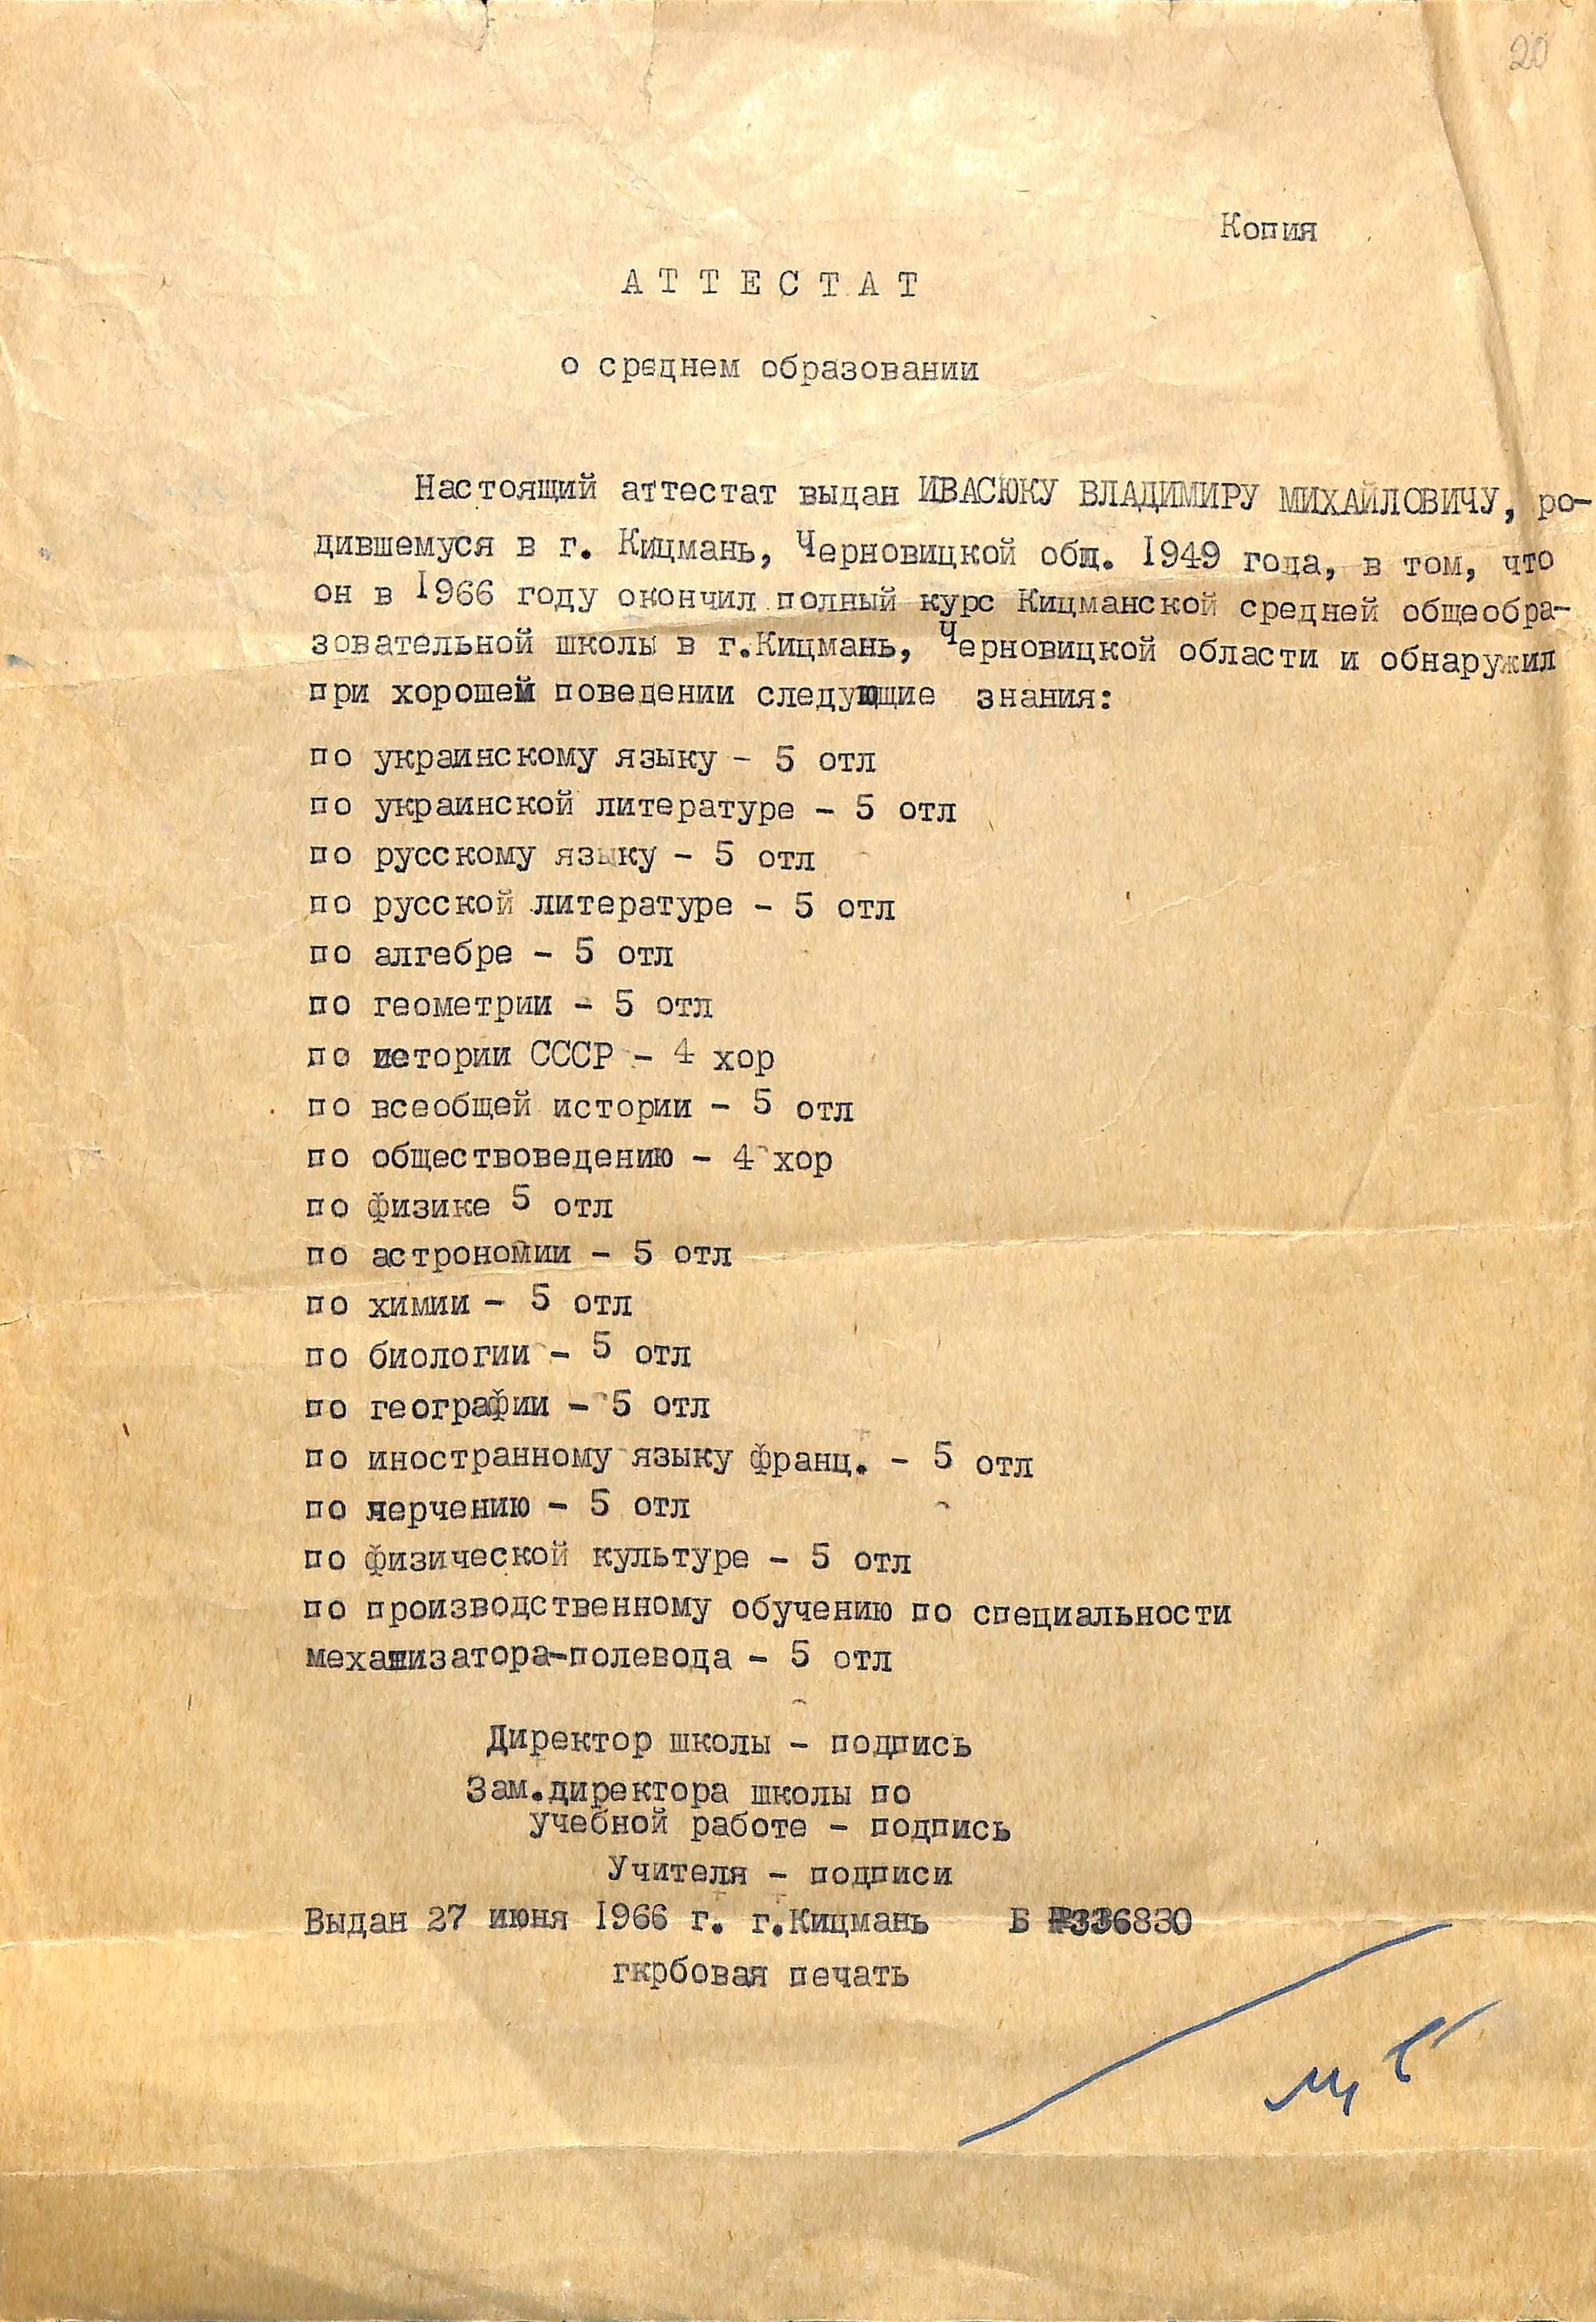 20
Копия
АТТЕСТАТ
о среднем образовании
Настоящий аттестат выдан ИВАСЮКУ ВЛАДИМИРУ МИХАЙЛОВИЧУ, ро-
дившемуся в г. Кицмань, Черновицкой общ. 1949 года, в том, что
он в 1966 году окончил полный курс Кицманской средней общеобра-
зовательной школы в г.Кицмань, Черновицкой области и обнаружил
при хорошей поведении следующие знания:
по украинскому языку - 5 отл
по украинской литературе - 5 отл
по русскому языку - 5 отл
по русской литературе - 5 отл
по алгебре - 5 отл
по геометрии - 5 отл
по истории СССР - 4 хор
по всеобщей истории - 5 отл
по обществоведению - 4 хор
по физике 5 отл
по астрономии - 5 отл
по химии - 5 отл
по биологии - 5 отл
по географии - 5 отл
по иностранному языку франц. - 5 отл
по черчению - 5 отл
по физической культуре - 5 отл
по производственному обучению по специальности
механизатора-полевода - 5 отл
Директор школы - подпись
Зам.директора школы по
учебной работе - подпись
Учителя - подписи
Выдан 27 июня 1966 г. г.Кицмань Б №336830
гкрбовая печать